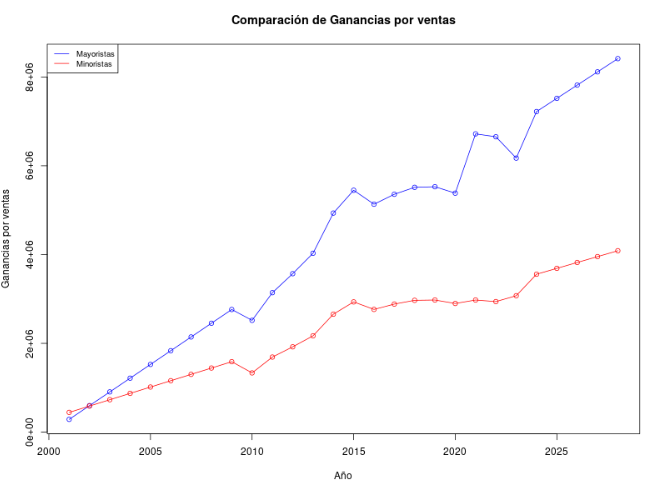 Comparación de Ganancias por ventas
Mayoristas
Minoristas
8e+06
6e+06
4e+06
2e+06
0e+00
Ganancias por ventas
2000 2005 2010 2015 2020 2025
Año